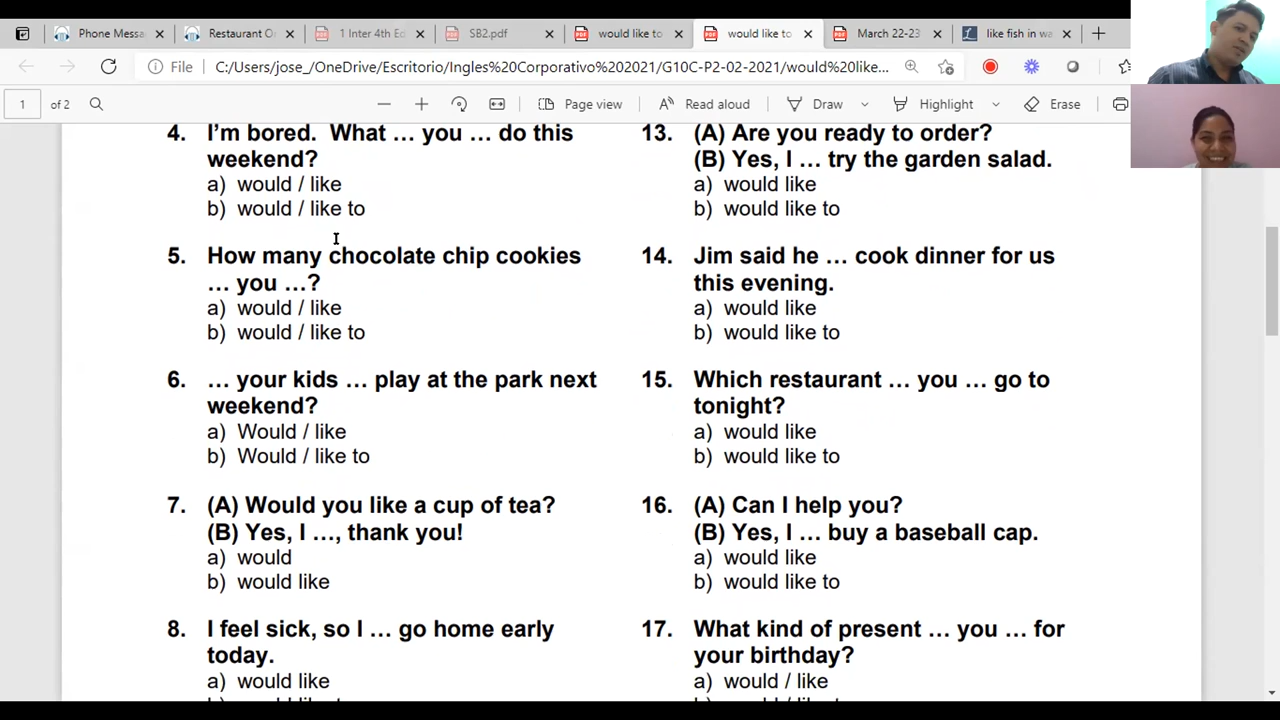 Phone Messa
Restaurant O
1 Inter 4th Ed
SB2.pdf
would like to
would like to
March 22-23
like fish in wa
File
C:/Users/jose_/OneDrive/Escritorio/Ingles%20Corporativo%202021/G10C-P2-02-2021/would%20like...
1
of 2
Page view
Read aloud
Draw
Highlight
Erase
4. I'm bored. What ... you ... do this
weekend?
a) would / like
b) would / like to
5. How many chocolate chip cookies
... you ...?
a) would / like
b) would / like to
6. ... your kids ... play at the park next
weekend?
a) Would / like
b) Would / like to
7. (A) Would you like a cup of tea?
(B) Yes, I ..., thank you!
a) would
b) would like
8. I feel sick, so I ... go home early
today.
a) would like
13. (A) Are you ready to order?
(B) Yes, I ... try the garden salad.
a) would like
b) would like to
14. Jim said he ... cook dinner for us
this evening.
a) would like
b) would like to
15. Which restaurant ... you ... go to
tonight?
a) would like
b) would like to
16. (A) Can I help you?
(B) Yes, I ... buy a baseball cap.
a) would like
b) would like to
17. What kind of present ... you ... for
your birthday?
a) would / like